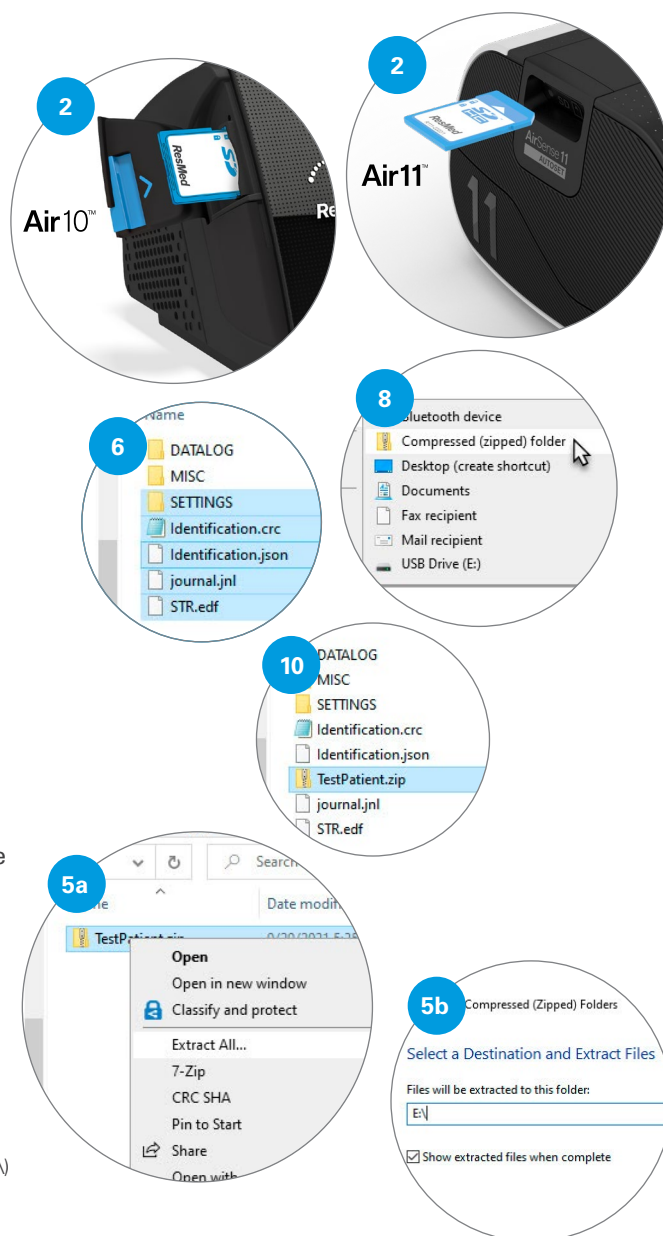 2
Air10™
ResMed
SD
Re
2
Air11™
ResMed
SD
AirSense 11
AUTOSET
11
6
Name
DATALOG
MISC
SETTINGS
Identification.crc
Identification.json
journal.jnl
STR.edf
8
Bluetooth device
Compressed (zipped) folder
Desktop (create shortcut)
Documents
Fax recipient
Mail recipient
USB Drive (E:)
10
DATALOG
MISC
SETTINGS
Identification.crc
Identification.json
TestPatient.zip
journal.jnl
STR.edf
e
5a
Search
Date modifi
TestPatient.zip
Open
Open in new window
Classify and protect
Extract All...
7-Zip
CRC SHA
Pin to Start
Share
Open with
\)
5b
Compressed (Zipped) Folders
Select a Destination and Extract Files
Files will be extracted to this folder:
E:\
Show extracted files when complete